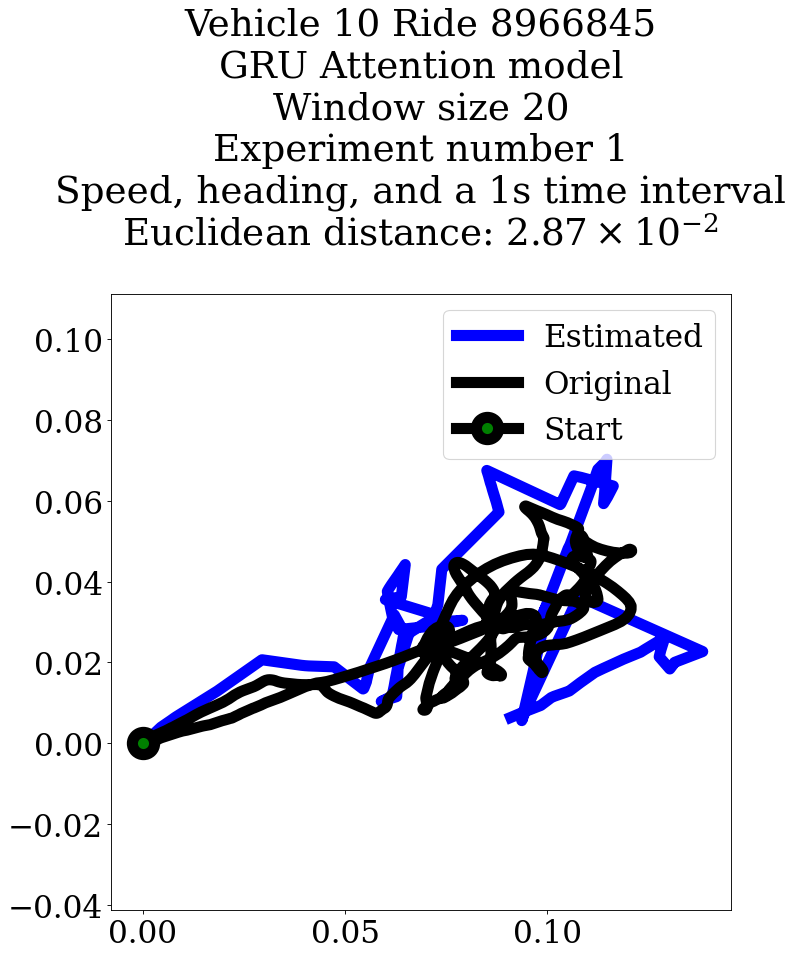 Vehicle 10 Ride 8966845
GRU Attention model
Window size 20
Experiment number 1
Speed, heading, and a 1s time interval
Euclidean distance: 2.87 × 10⁻²
Estimated
Original
Start
0.10
0.08
0.06
0.04
0.02
0.00
−0.02
−0.04
0.00 0.05 0.10